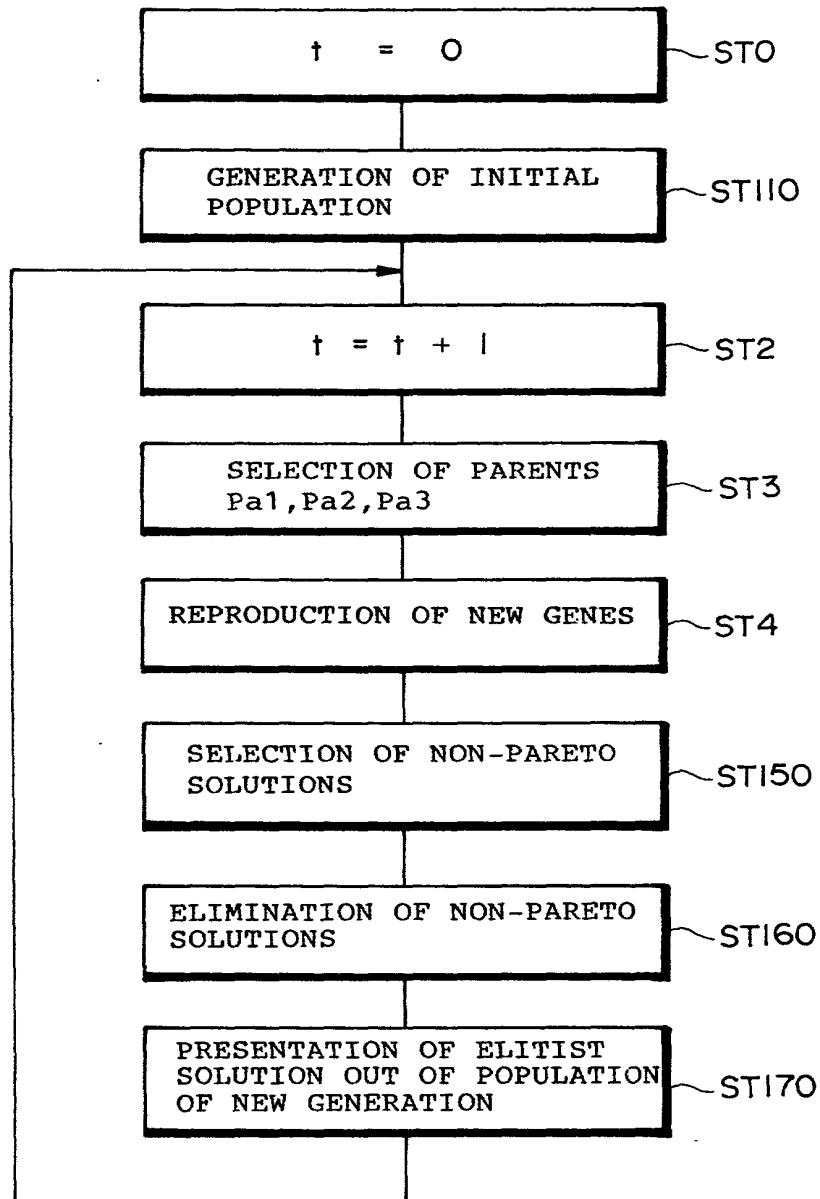 t = 0
ST0
GENERATION OF INITIAL
POPULATION
ST110
t = t + 1
ST2
SELECTION OF PARENTS
Pa1,Pa2,Pa3
ST3
REPRODUCTION OF NEW GENES
ST4
SELECTION OF NON-PARETO
SOLUTIONS
ST150
ELIMINATION OF NON-PARETO
SOLUTIONS
ST160
PRESENTATION OF ELITIST
SOLUTION OUT OF POPULATION
OF NEW GENERATION
ST170